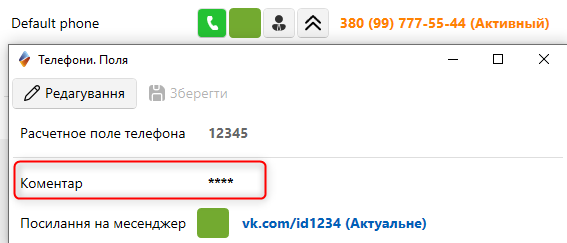 Default phone 380 (99) 777-55-44 (Активный)
Телефони. Поля
Редагування Зберегти
Расчетное поле телефона 12345
Коментар ****
Посилання на месенджер vk.com/id1234 (Актуальне)